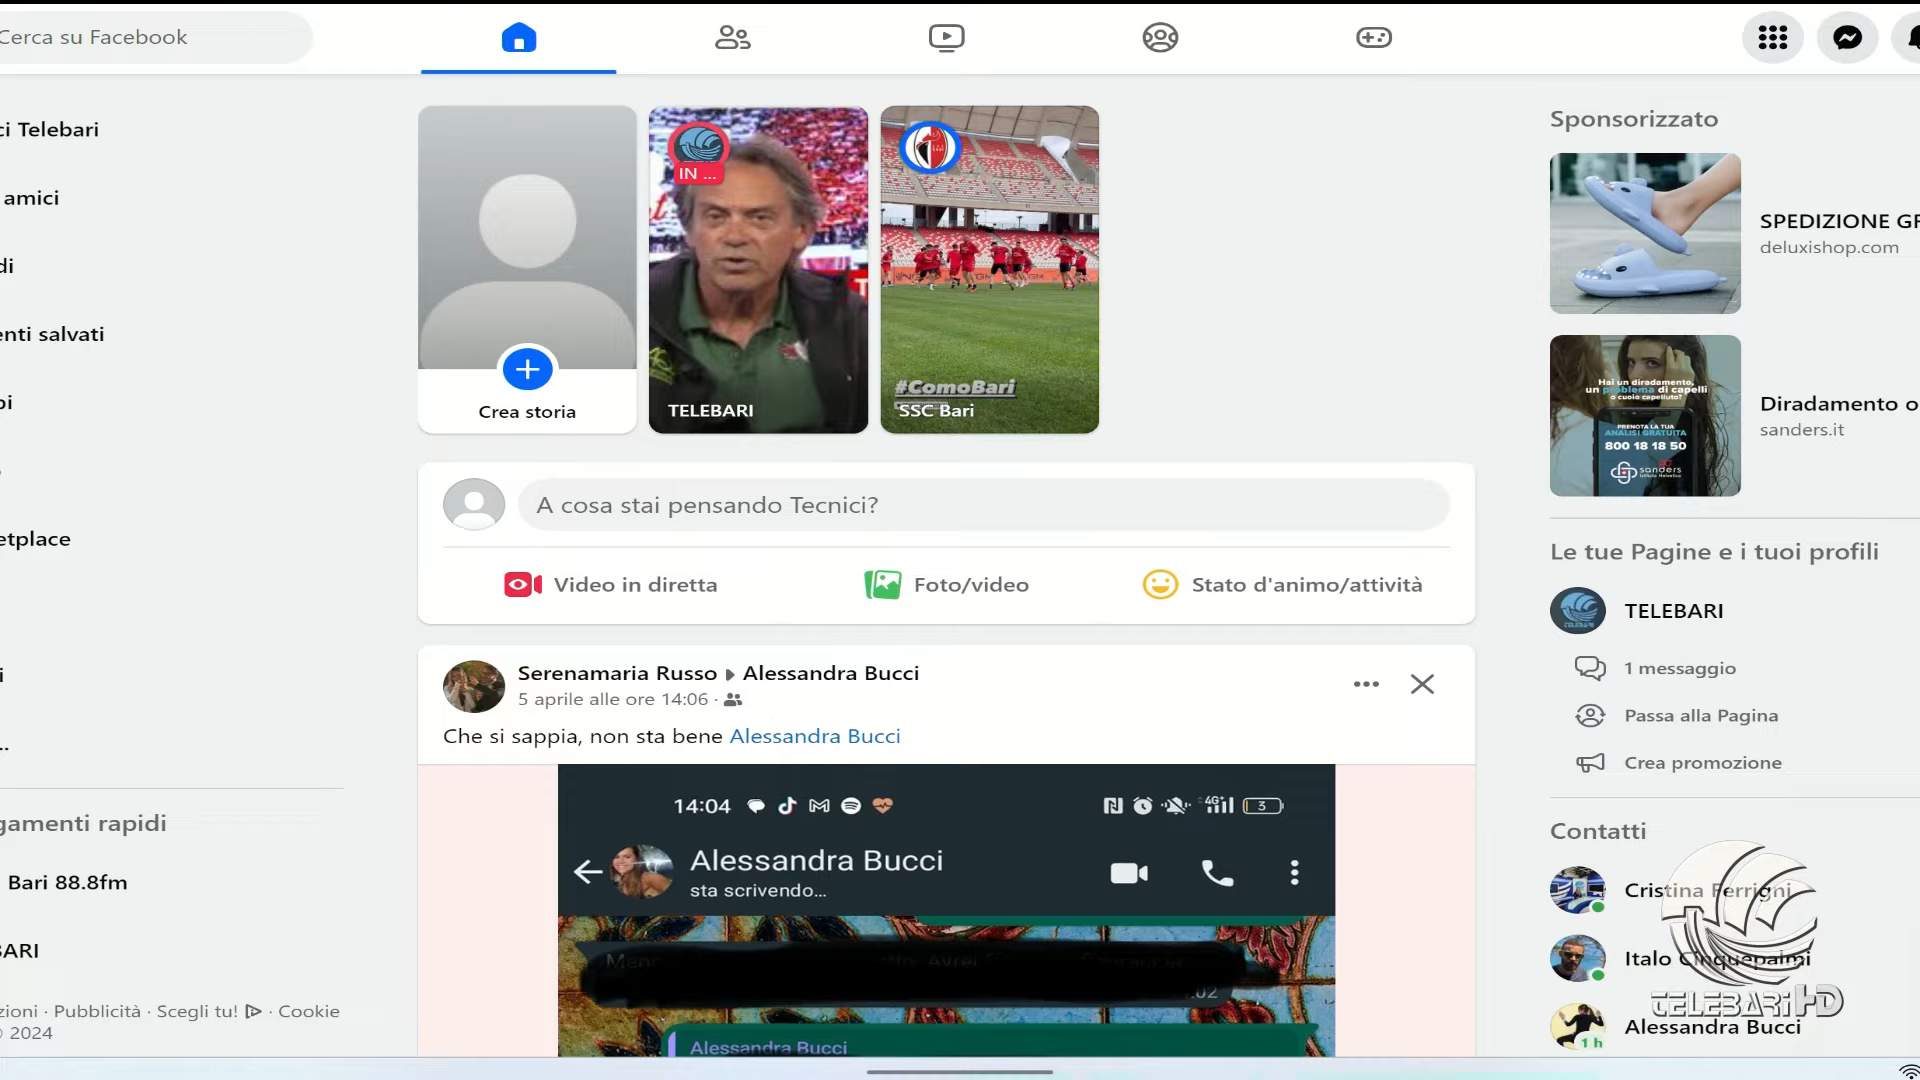 Cerca su Facebook
ci Telebari
amici
di
enti salvati
pi
etplace
i
..
gamenti rapidi
Bari 88.8fm
BARI
zioni · Pubblicità · Scegli tu! · Cookie
© 2024
IN ...
Crea storia
TELEBARI
#ComoBari
SSC Bari
A cosa stai pensando Tecnici?
Video in diretta
Foto/video
Stato d'animo/attività
Serenamaria Russo
Alessandra Bucci
5 aprile alle ore 14:06 ·
Che si sappia, non sta bene Alessandra Bucci
14:04
4G
3
Alessandra Bucci
sta scrivendo...
Avrei
:02
Alessandra Bucci
Sponsorizzato
SPEDIZIONE GR
deluxishop.com
Hai un diradamento,
un problema di capelli
o cuoio capelluto?
PRENOTA LA TUA
ANALISI GRATUITA
800 18 18 50
sanders
Diradamento o
sanders.it
Le tue Pagine e i tuoi profili
TELEBARI
1 messaggio
Passa alla Pagina
Crea promozione
Contatti
Cristina Ferrigni
Italo Cinquepalmi
TELEBARI HD
Alessandra Bucci
1 h